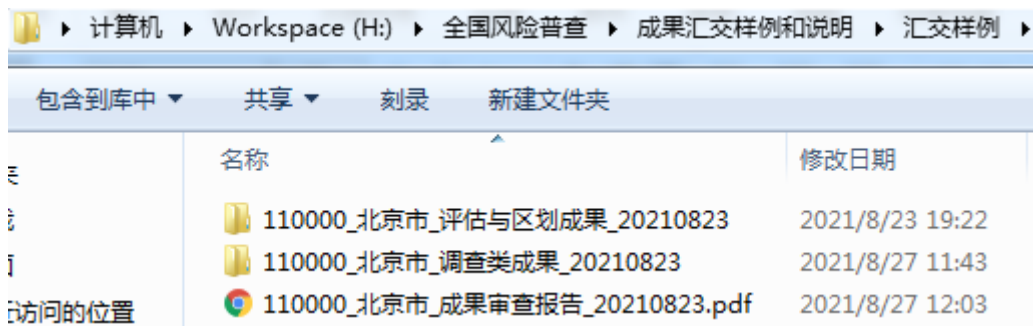 计算机 Workspace (H:) 全国风险普查 成果汇交样例和说明 汇交样例
包含到库中 共享 刻录 新建文件夹
名称 修改日期
110000_北京市_评估与区划成果_20210823 2021/8/23 19:22
110000_北京市_调查类成果_20210823 2021/8/27 11:43
110000_北京市_成果审查报告_20210823.pdf 2021/8/27 12:03
访问的位置